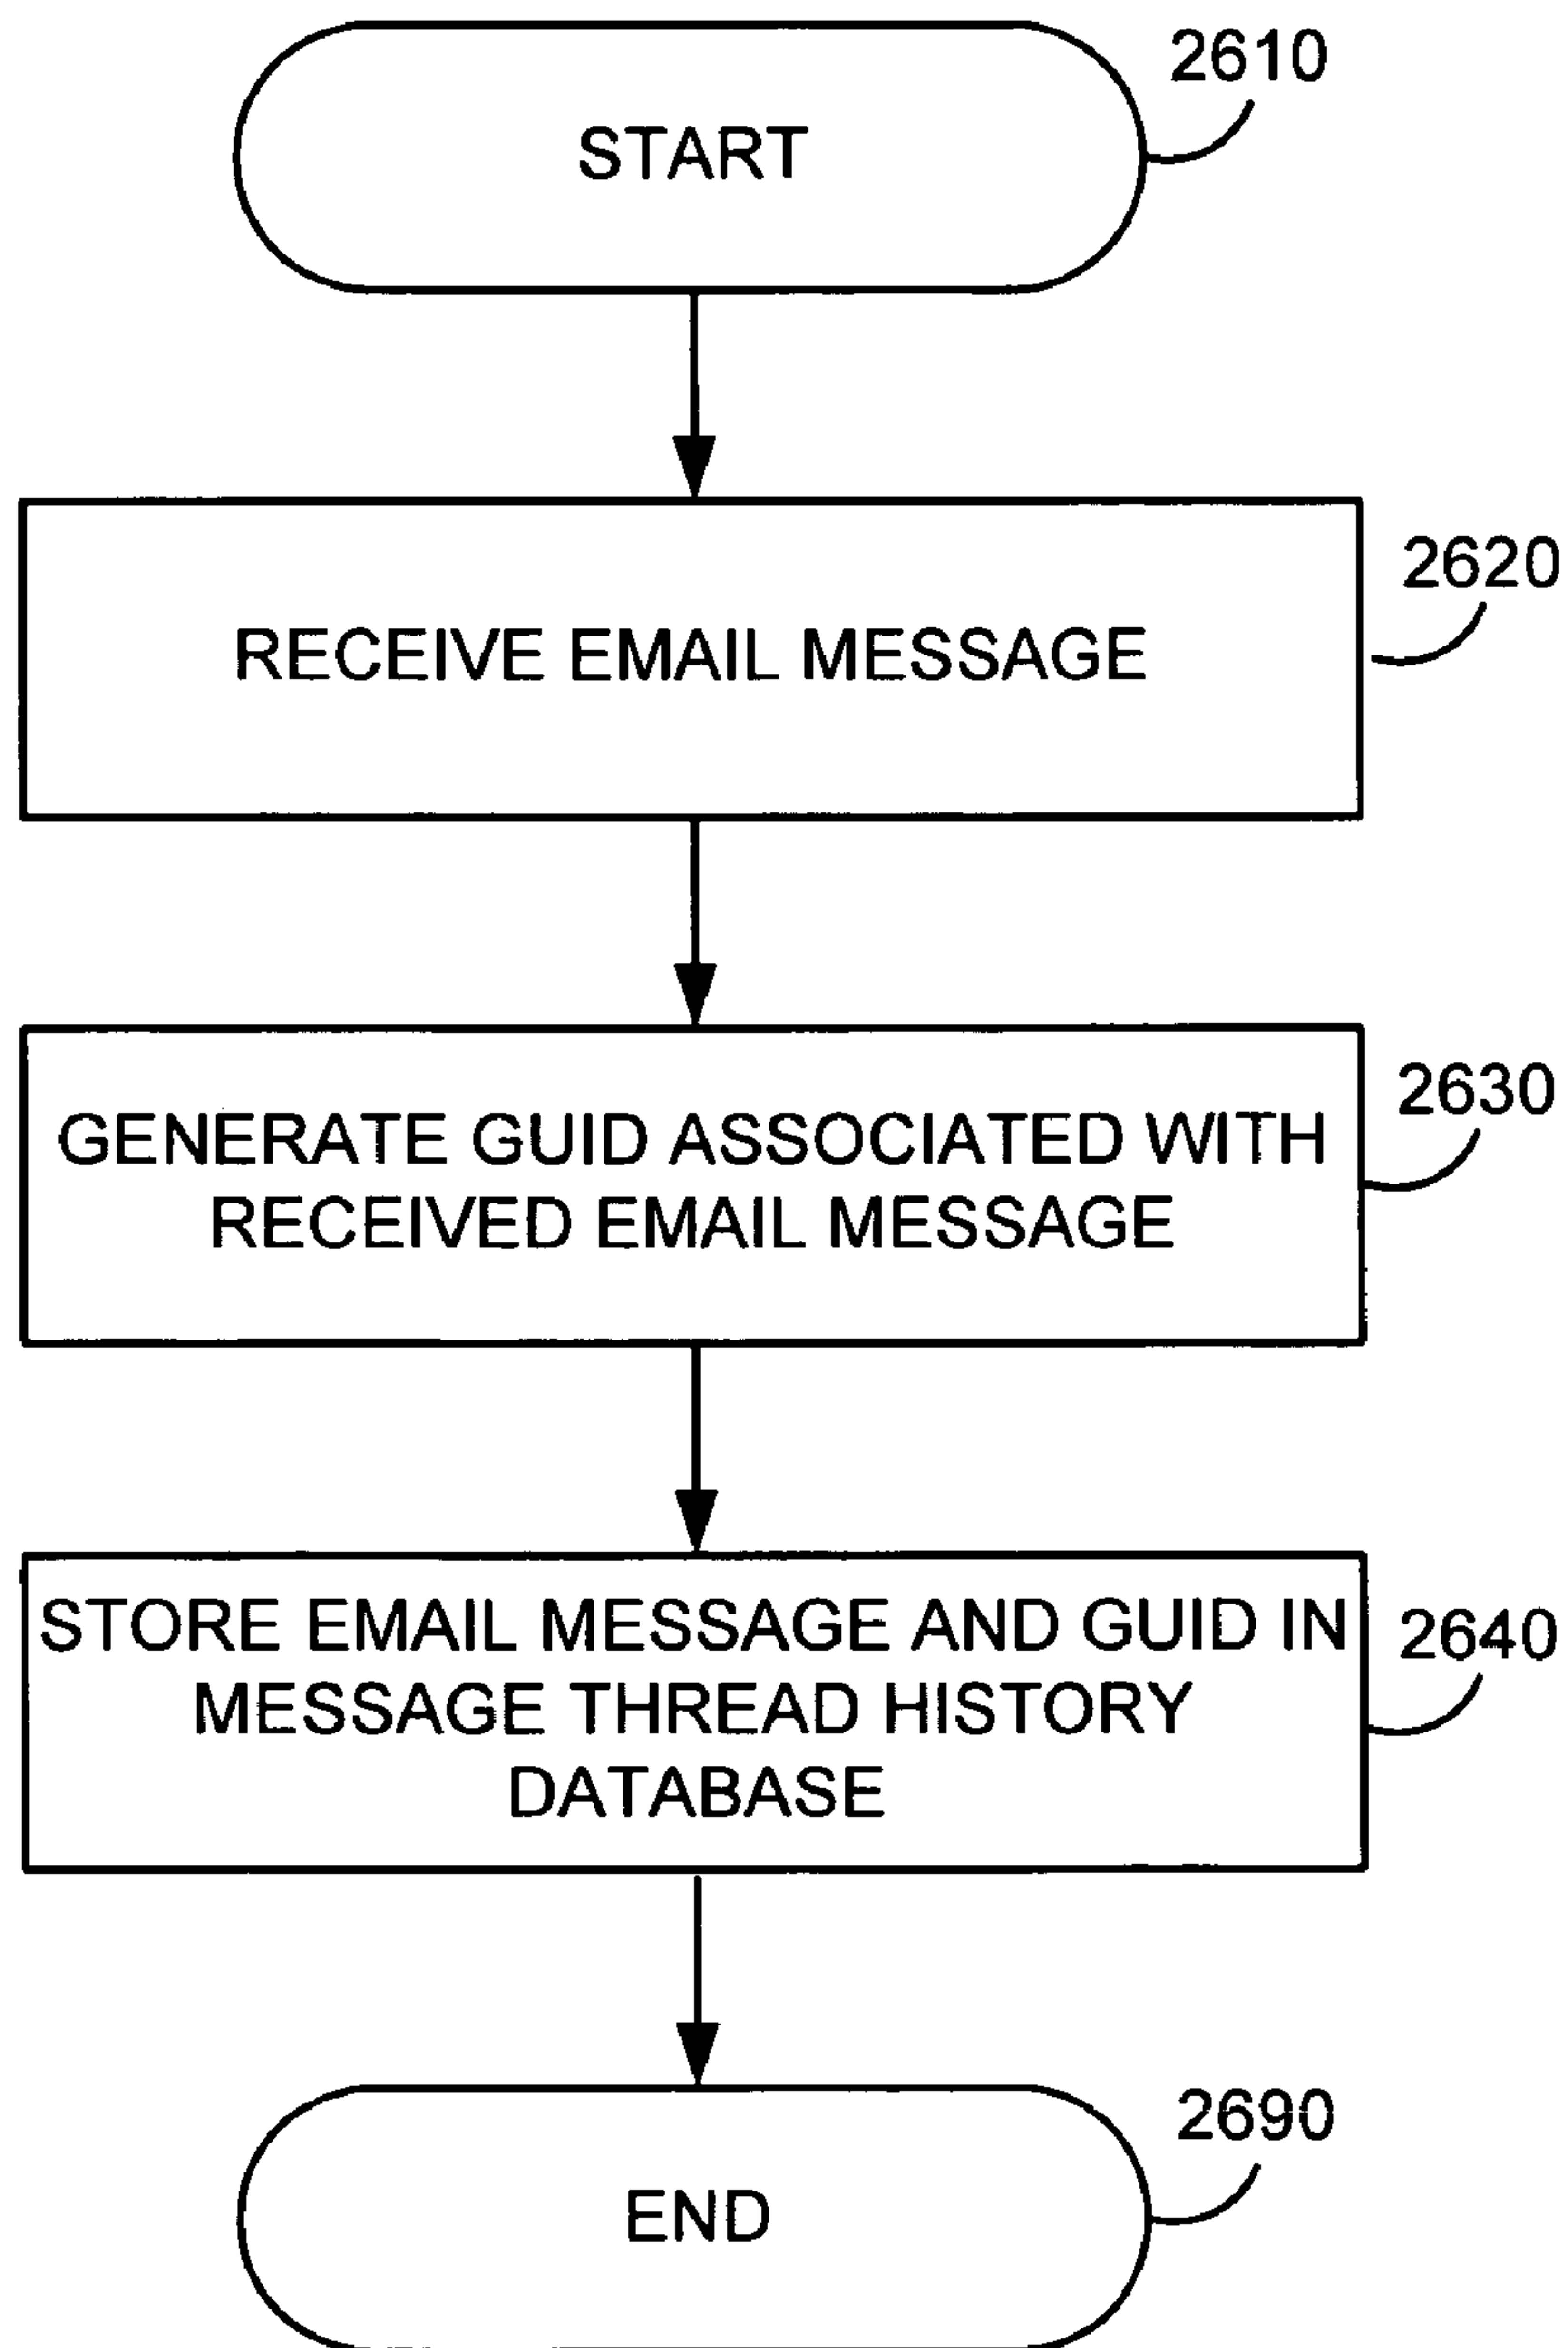 2610
START
2620
RECEIVE EMAIL MESSAGE
2630
GENERATE GUID ASSOCIATED WITH
RECEIVED EMAIL MESSAGE
2640
STORE EMAIL MESSAGE AND GUID IN
MESSAGE THREAD HISTORY
DATABASE
2690
END